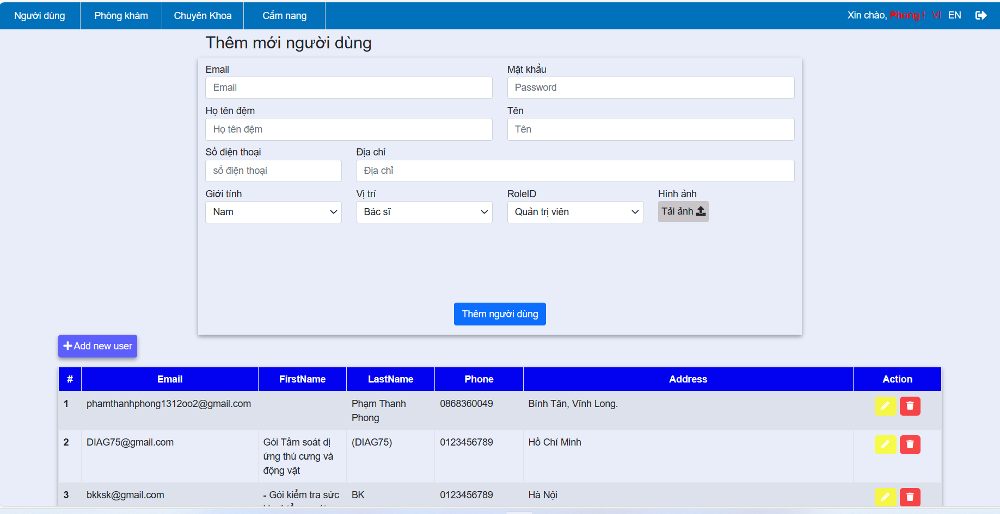 Người dùng Phòng khám Chuyên Khoa Cẩm nang Xin chào, Phong ! VI EN
Thêm mới người dùng
Email Mật khẩu
Email Password
Họ tên đệm Tên
Họ tên đệm Tên
Số điện thoại Địa chỉ
số điện thoại Địa chỉ
Giới tính Vị trí RoleID Hình ảnh
Nam Bác sĩ Quản trị viên Tải ảnh
Thêm người dùng
Add new user
# Email FirstName LastName Phone Address Action
1 phamthanhphong1312oo2@gmail.com Phạm Thanh 0868360049 Bình Tân, Vĩnh Long.
Phong
2 DIAG75@gmail.com Gói Tầm soát dị (DIAG75) 0123456789 Hồ Chí Minh
ứng thú cưng và
động vật
3 bkksk@gmail.com - Gói kiểm tra sức BK 0123456789 Hà Nội